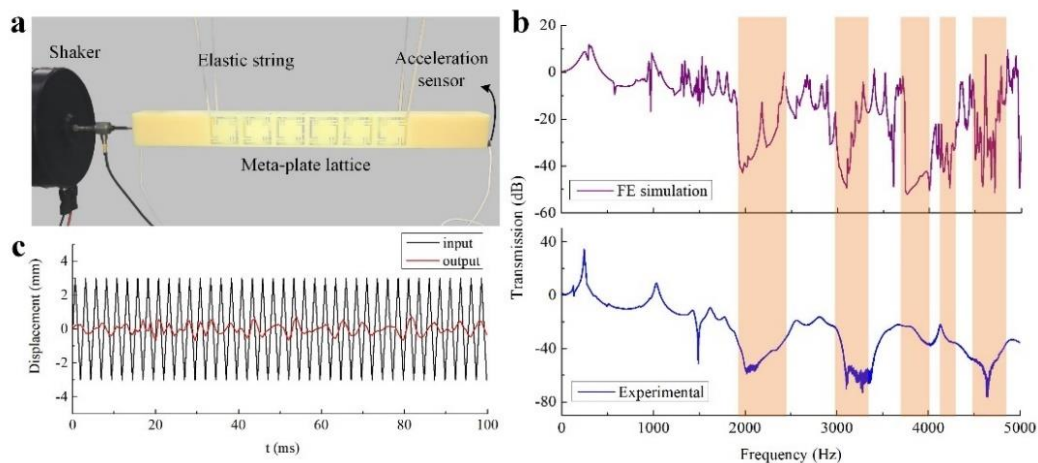 a
Shaker
Elastic string
Acceleration
sensor
Meta-plate lattice
b
0
-20
-40
-60
FE simulation
Transmission (dB)
40
0
-40
-80
Experimental
0
1000
2000
3000
4000
5000
Frequency (Hz)
c
input
output
Displacement (mm)
4
2
0
-2
-4
0
20
40
60
80
100
t (ms)